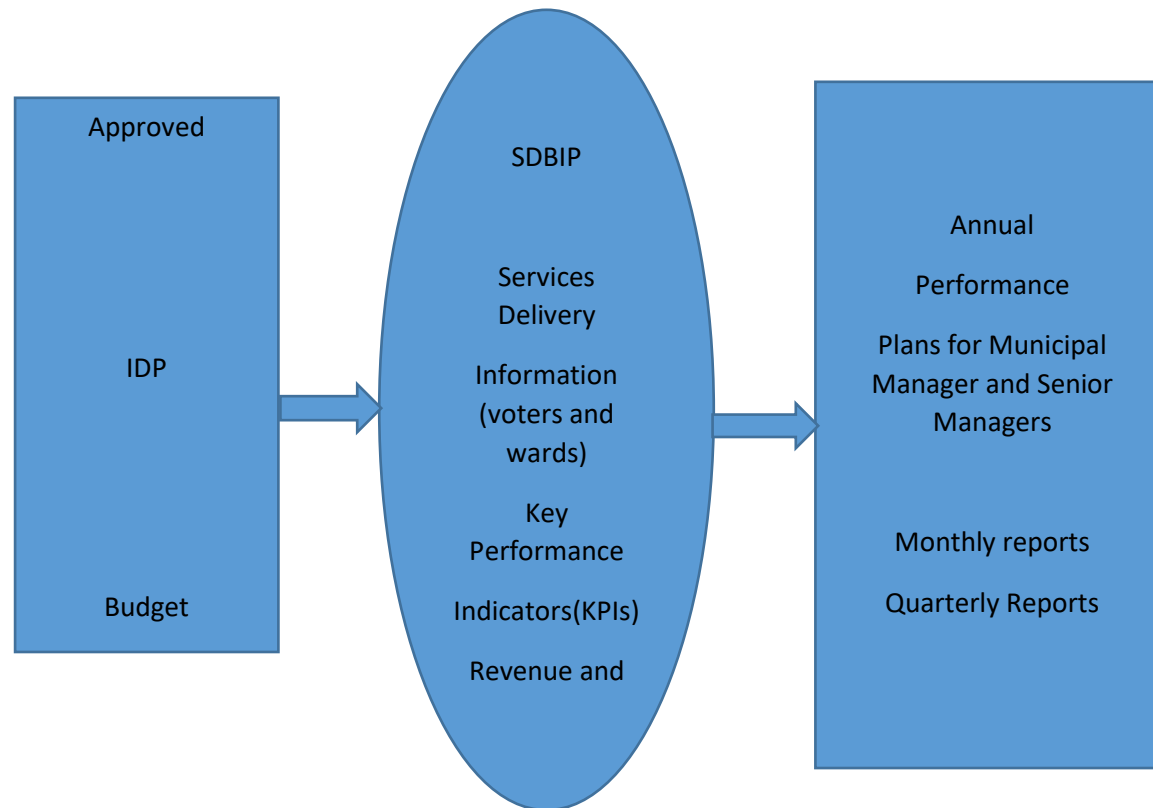 Approved
IDP
Budget
SDBIP
Services
Delivery
Information
(voters and
wards)
Key
Performance
Indicators(KPIs)
Revenue and
Annual
Performance
Plans for Municipal
Manager and Senior
Managers
Monthly reports
Quarterly Reports